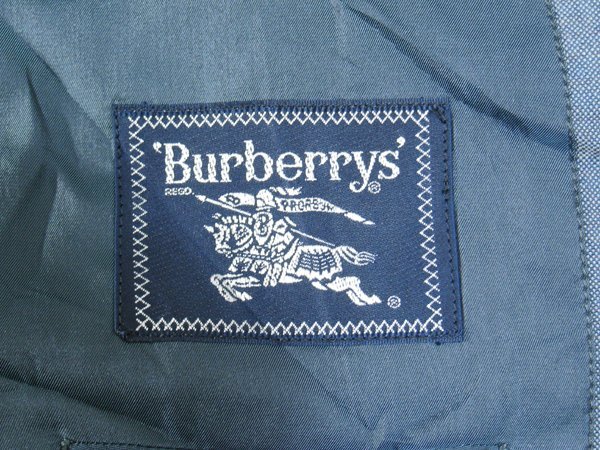 'Burberrys'®
REGD.
PRORSUM
®